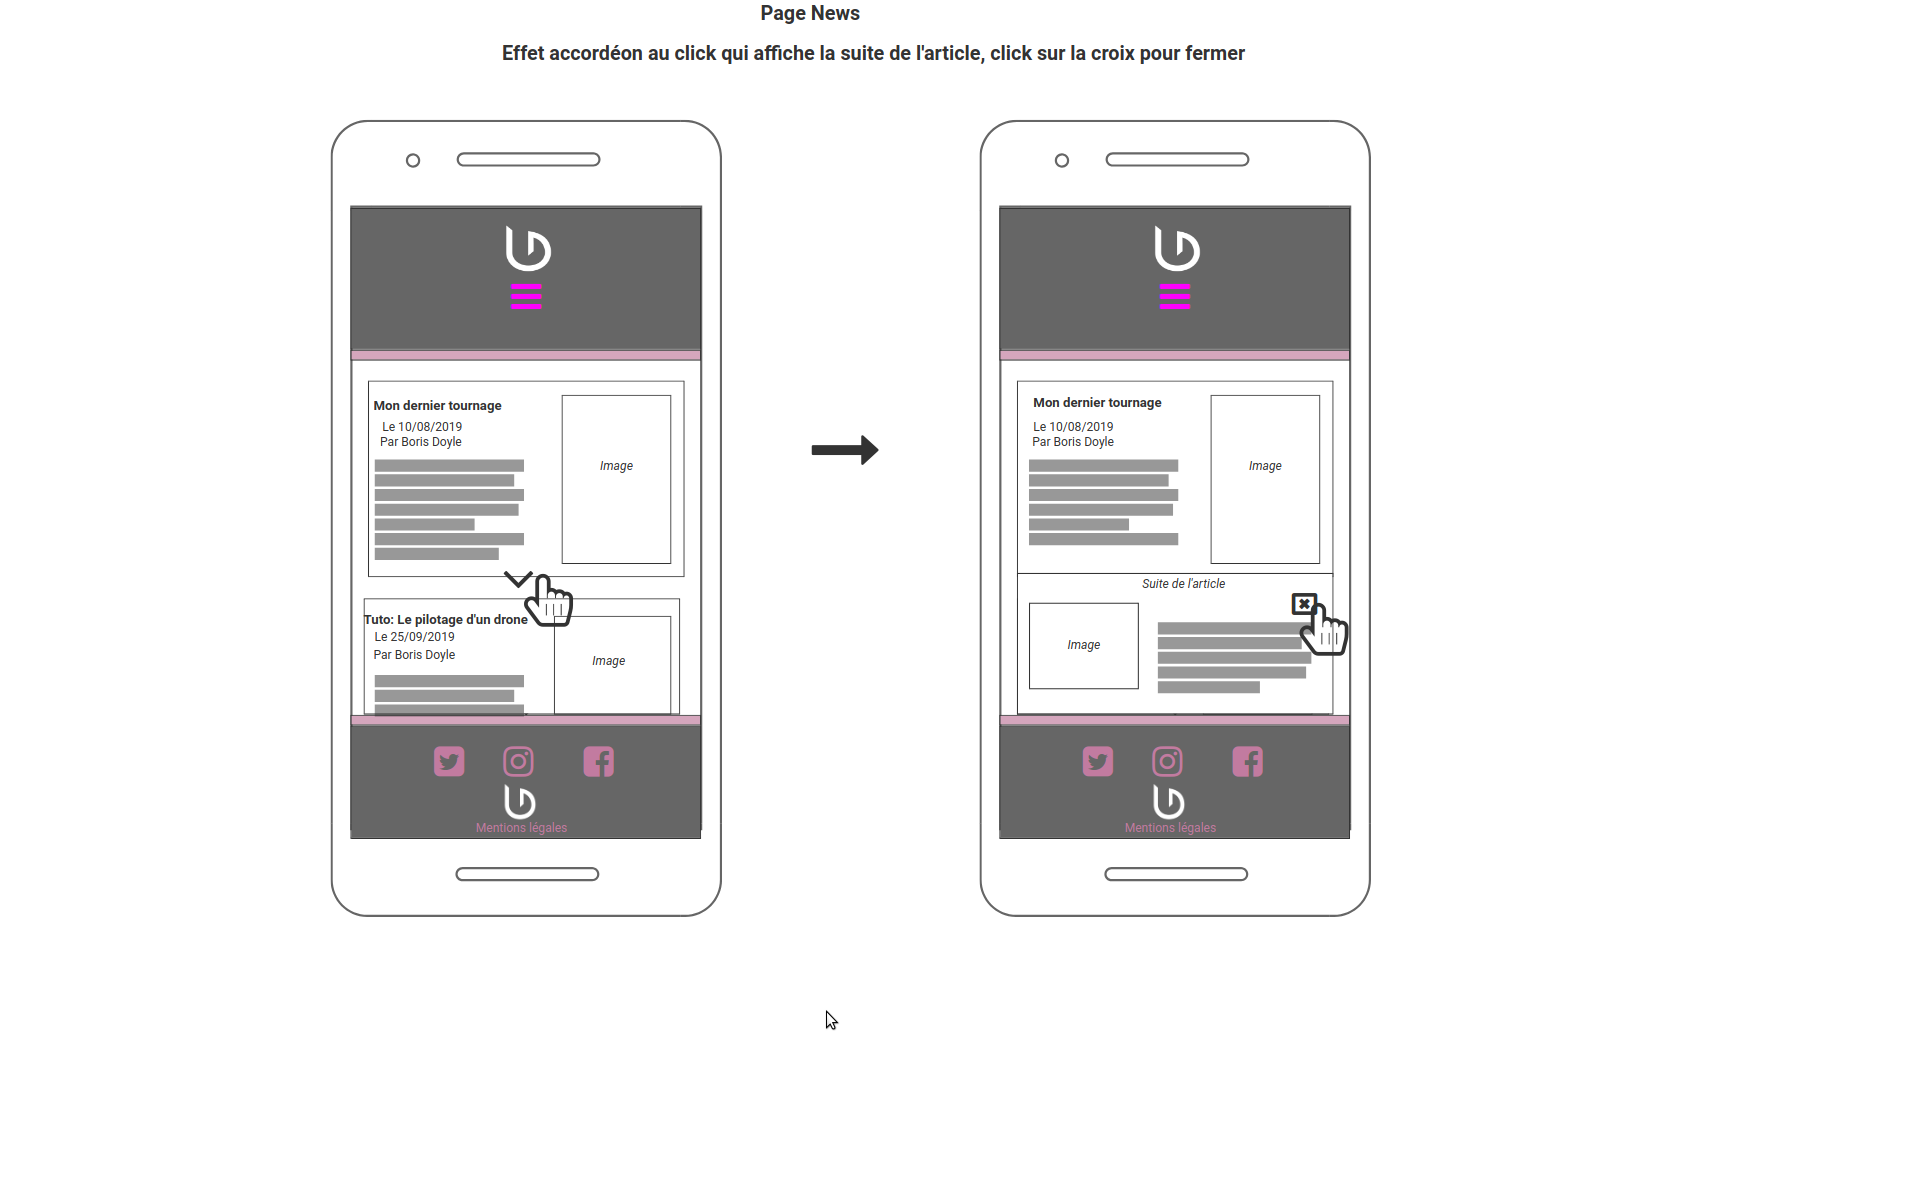 Page News
Effet accordéon au click qui affiche la suite de l'article, click sur la croix pour fermer
Mon dernier tournage
Le 10/08/2019
Par Boris Doyle
Image
Tuto: Le pilotage d'un drone
Le 25/09/2019
Par Boris Doyle
Image
Mentions légales
Mon dernier tournage
Le 10/08/2019
Par Boris Doyle
Image
Suite de l'article
Image
Mentions légales